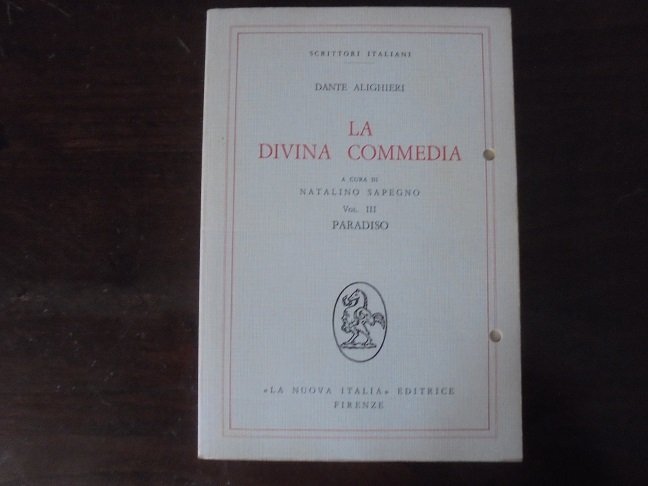 SCRITTORI ITALIANI
DANTE ALIGHIERI
LA
DIVINA COMMEDIA
A CURA DI
NATALINO SAPEGNO
VOL. III
PARADISO
«LA NUOVA ITALIA» EDITRICE
FIRENZE